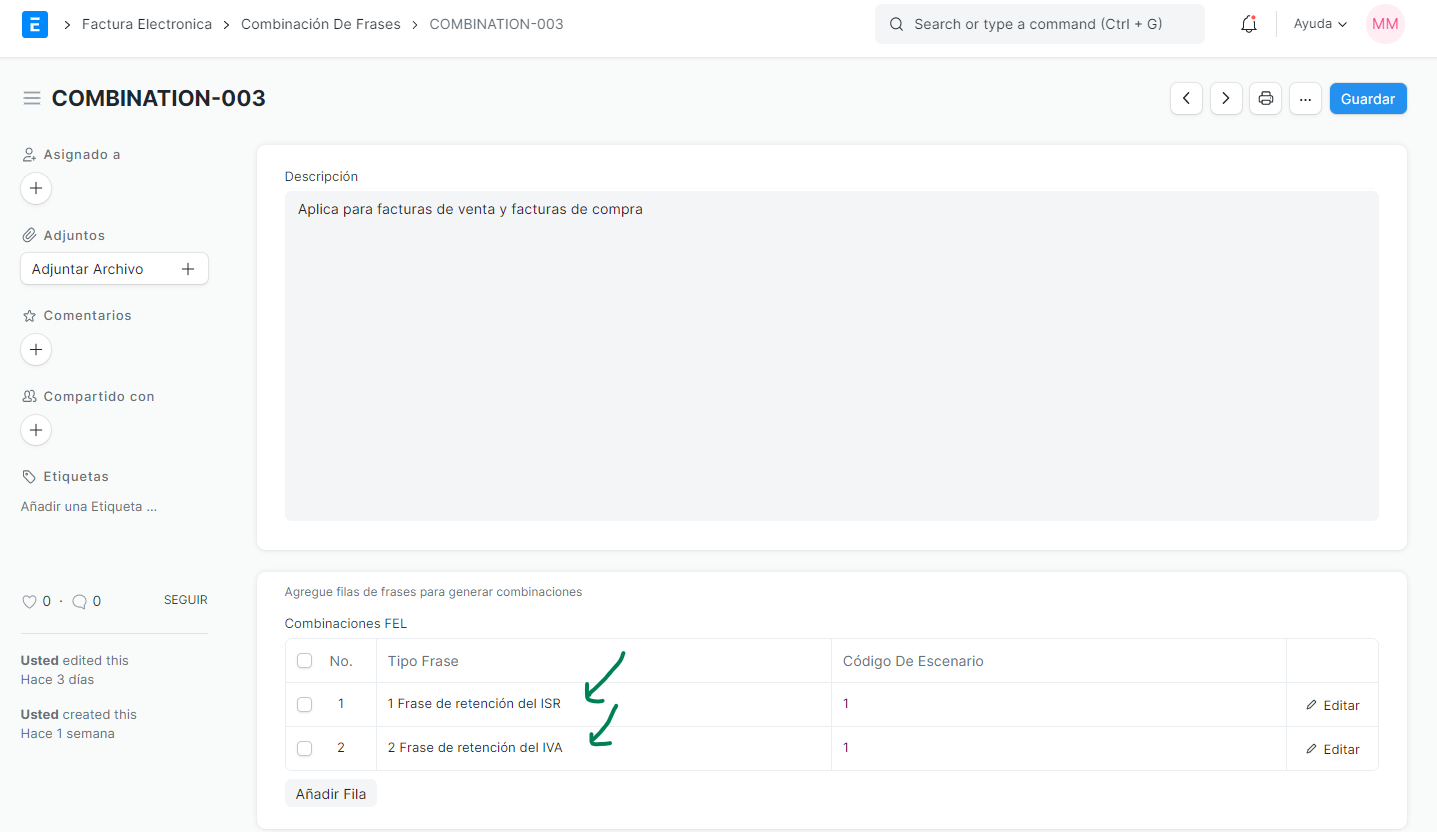 E
Factura Electronica
Combinación De Frases
COMBINATION-003
Search or type a command (Ctrl + G)
Ayuda
MM
COMBINATION-003
...
Guardar
Asignado a
Adjuntos
Adjuntar Archivo
Comentarios
Compartido con
Etiquetas
Añadir una Etiqueta ...
0 · 0
SEGUIR
Usted edited this
Hace 3 días
Usted created this
Hace 1 semana
Descripción
Aplica para facturas de venta y facturas de compra
Agregue filas de frases para generar combinaciones
Combinaciones FEL
No. Tipo Frase Código De Escenario
1 1 Frase de retención del ISR 1 Editar
2 2 Frase de retención del IVA 1 Editar
Añadir Fila